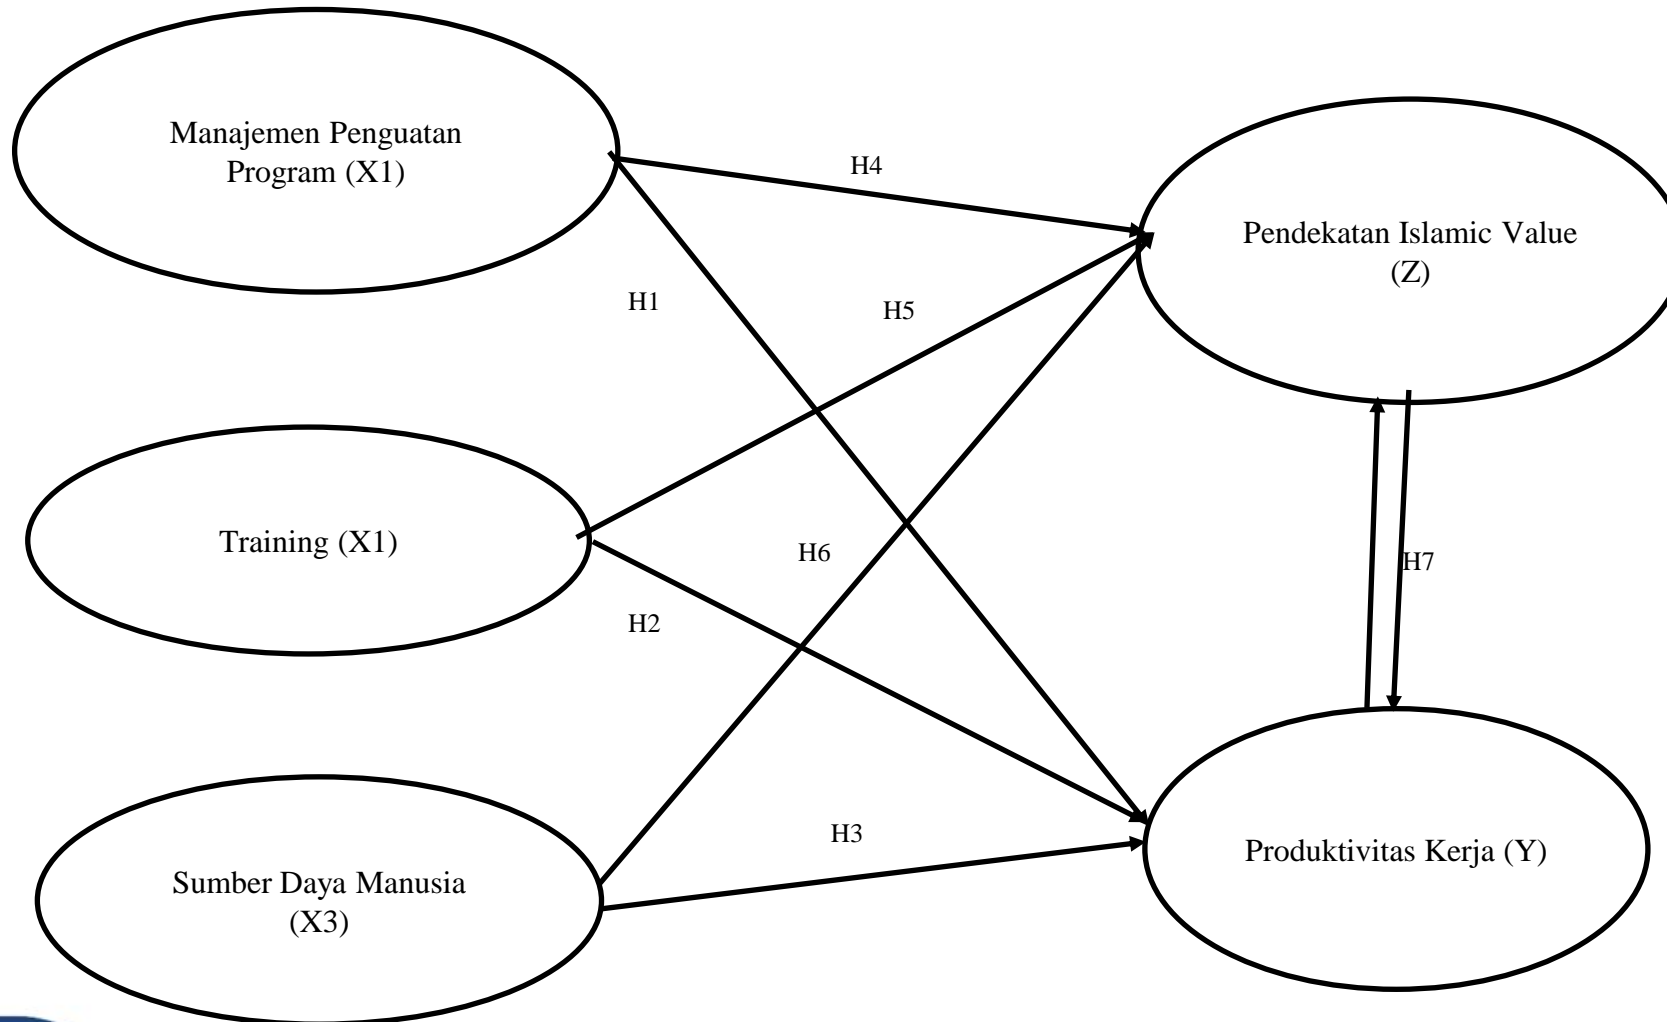 Manajemen Penguatan
Program (X1)
H4
Pendekatan Islamic Value
(Z)
H1
H5
Training (X1)
H6
H7
H2
H3
Sumber Daya Manusia
(X3)
Produktivitas Kerja (Y)